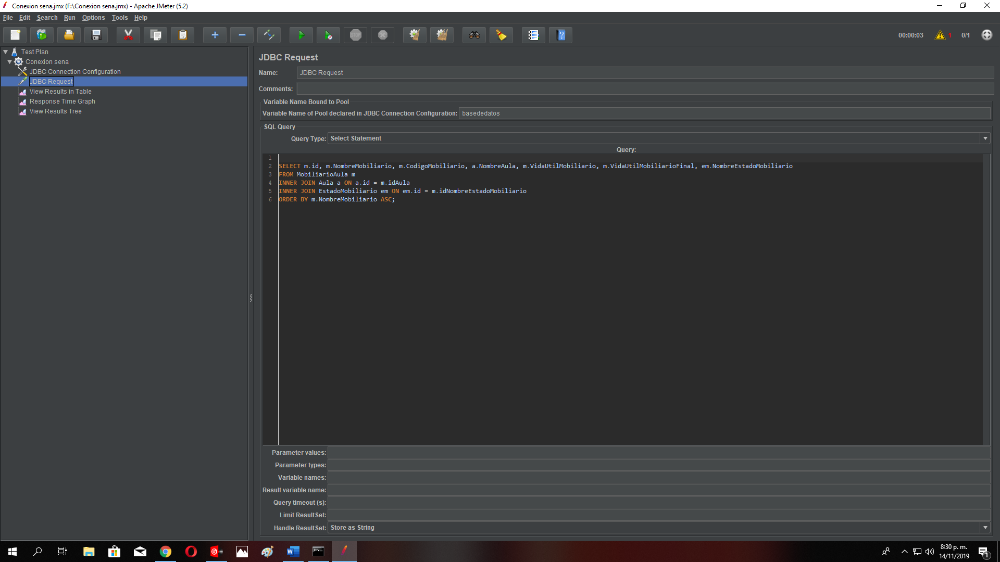 Conexion sena.jmx (F:\Conexion sena.jmx) - Apache JMeter (5.2)
File Edit Search Run Options Tools Help
STOP
00:00:03 1 0/1
Test Plan
Conexion sena
JDBC Connection Configuration
JDBC Request
View Results in Table
Response Time Graph
View Results Tree
JDBC Request
Name: JDBC Request
Comments:
Variable Name Bound to Pool
Variable Name of Pool declared in JDBC Connection Configuration: basededatos
SQL Query
Query Type: Select Statement
Query:
1
2 SELECT m.id, m.NombreMobiliario, m.CodigoMobiliario, a.NombreAula, m.VidaUtilMobiliario, m.VidaUtilMobiliarioFinal, em.NombreEstadoMobiliario
3 FROM MobiliarioAula m
4 INNER JOIN Aula a ON a.id = m.idAula
5 INNER JOIN EstadoMobiliario em ON em.id = m.idNombreEstadoMobiliario
6 ORDER BY m.NombreMobiliario ASC;
Parameter values:
Parameter types:
Variable names:
Result variable name:
Query timeout (s):
Limit ResultSet:
Handle ResultSet: Store as String
8:30 p. m.
14/11/2019
1